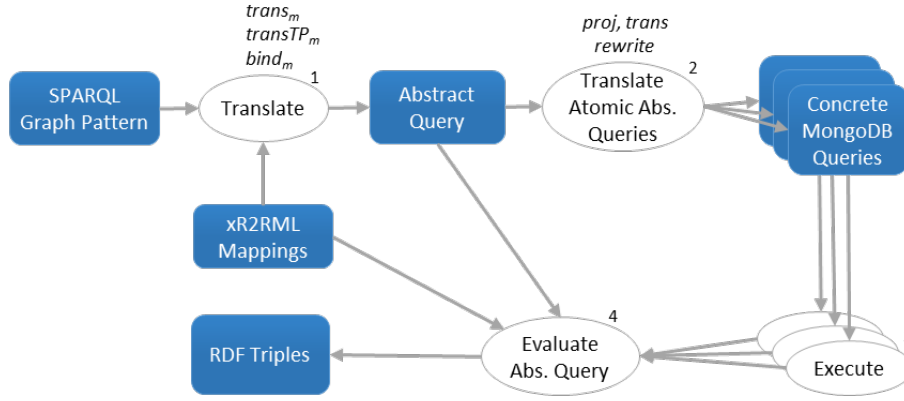 trans_m
transTP_m
bind_m
proj, trans
rewrite
1
2
SPARQL
Graph Pattern
Translate
Abstract
Query
Translate
Atomic Abs.
Queries
Concrete
MongoDB
Queries
xR2RML
Mappings
4
RDF Triples
Evaluate
Abs. Query
Execute